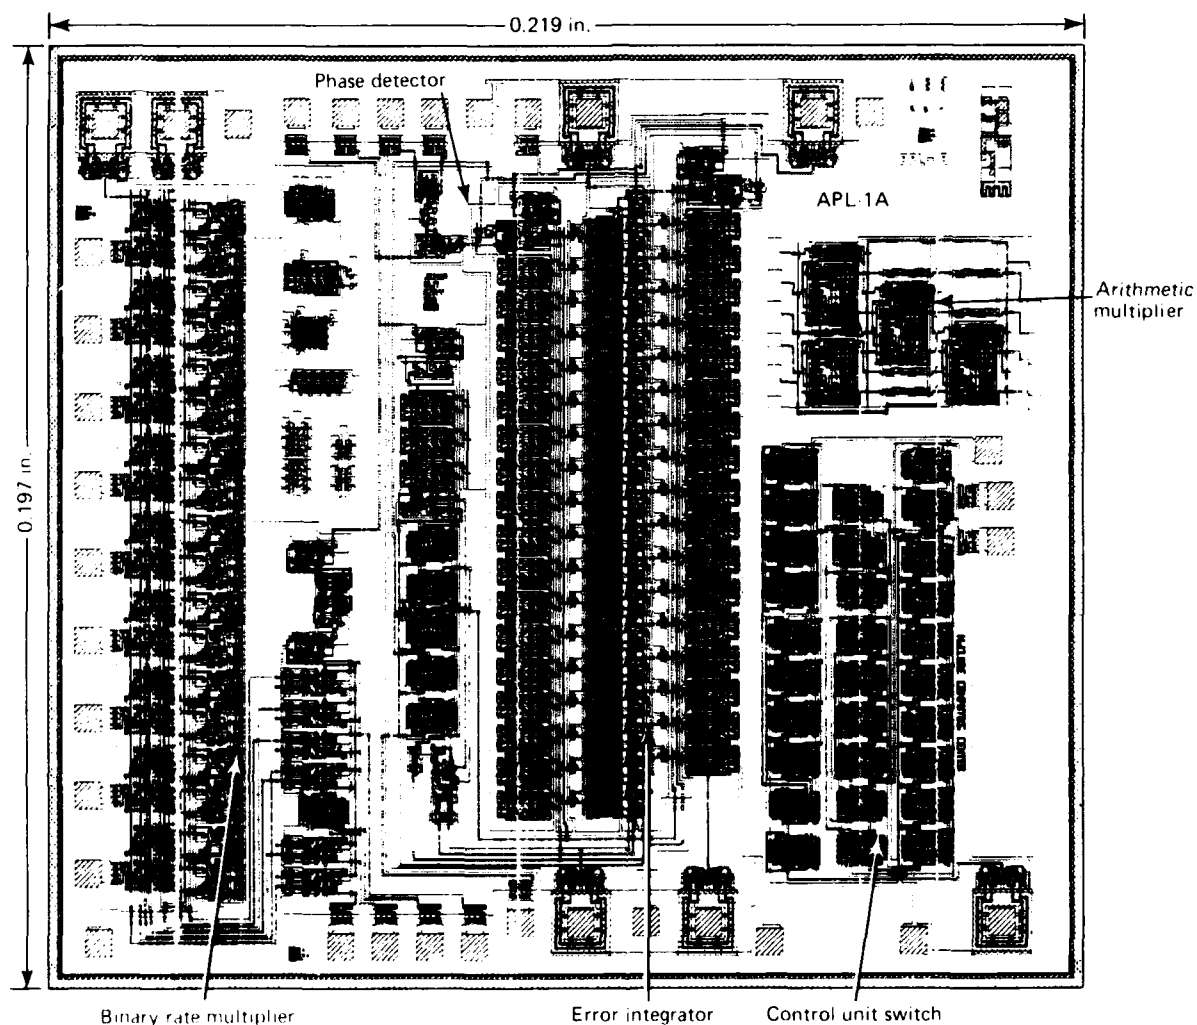 0.219 in.
Phase detector
APL-1A
Arithmetic
multiplier
0.197 in.
Binary rate multiplier
Error integrator
Control unit switch